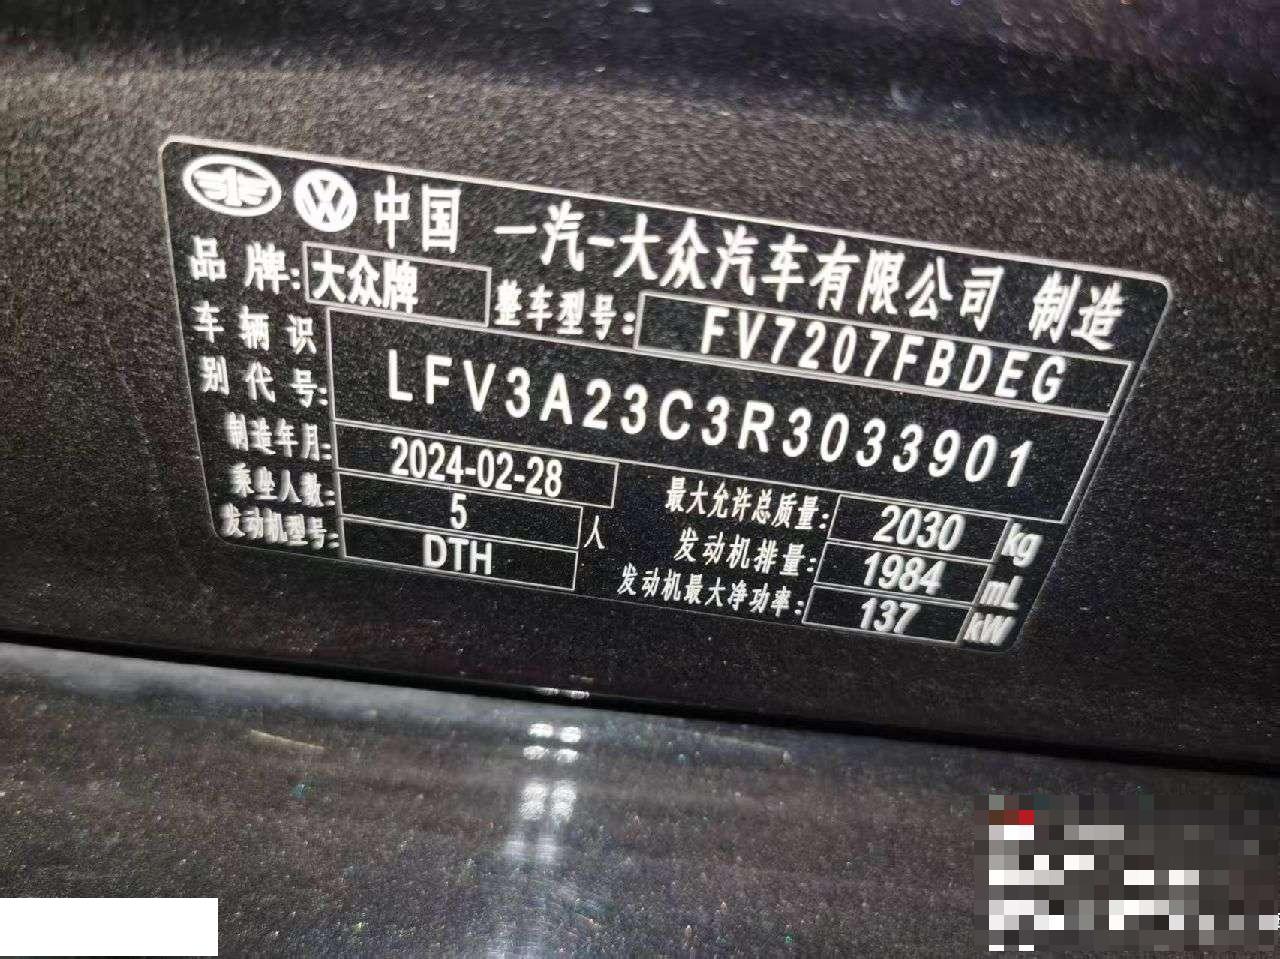 中国 一汽-大众汽车有限公司 制造
品牌: 大众牌 整车型号: FV7207FBDEG
车辆识
别代号: LFV3A23C3R3033901
制造年月: 2024-02-28 最大允许总质量: 2030 kg
乘坐人数: 5 人 发动机排量: 1984 mL
发动机型号: DTH 发动机最大净功率: 137 kW